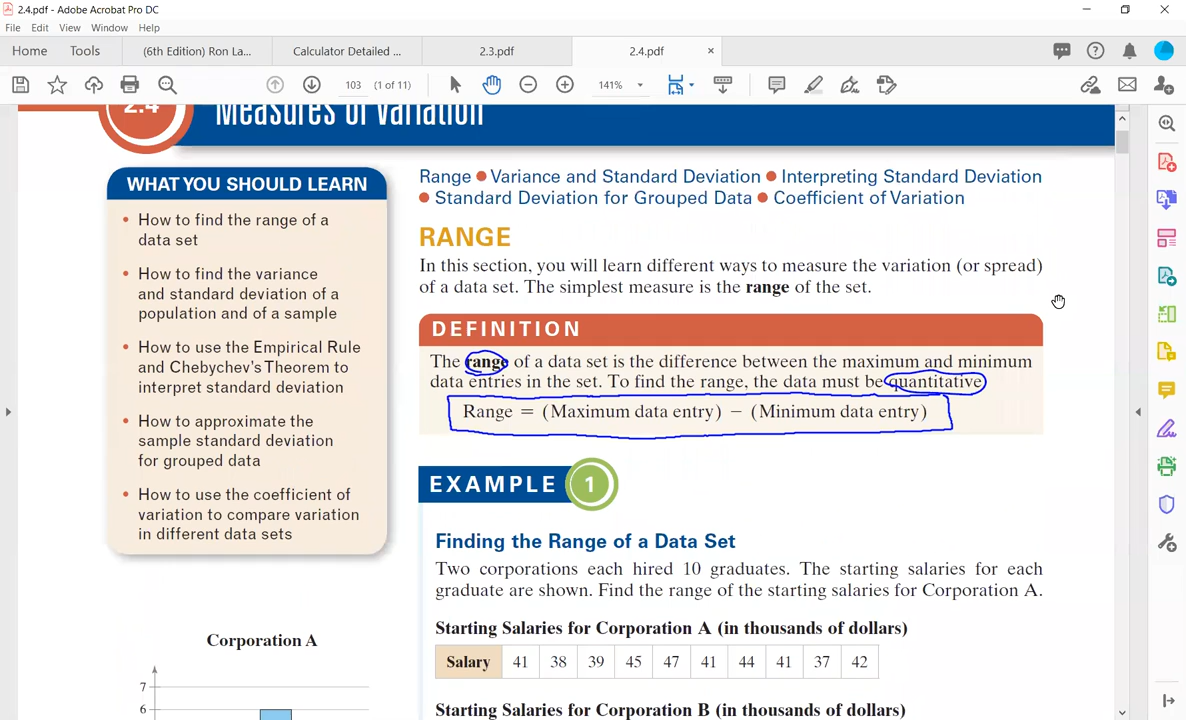 2.4.pdf - Adobe Acrobat Pro DC
File Edit View Window Help
Home Tools (6th Edition) Ron La... Calculator Detailed ... 2.3.pdf 2.4.pdf ×
103 (1 of 11) 141%
2.4 Measures of Variation
WHAT YOU SHOULD LEARN
• How to find the range of a
data set
• How to find the variance
and standard deviation of a
population and of a sample
• How to use the Empirical Rule
and Chebychev's Theorem to
interpret standard deviation
• How to approximate the
sample standard deviation
for grouped data
• How to use the coefficient of
variation to compare variation
in different data sets
Corporation A
7
6
Range ● Variance and Standard Deviation ● Interpreting Standard Deviation
● Standard Deviation for Grouped Data ● Coefficient of Variation
RANGE
In this section, you will learn different ways to measure the variation (or spread)
of a data set. The simplest measure is the range of the set.
DEFINITION
The range of a data set is the difference between the maximum and minimum
data entries in the set. To find the range, the data must be quantitative
Range = (Maximum data entry) − (Minimum data entry)
EXAMPLE 1
Finding the Range of a Data Set
Two corporations each hired 10 graduates. The starting salaries for each
graduate are shown. Find the range of the starting salaries for Corporation A.
Starting Salaries for Corporation A (in thousands of dollars)
Salary 41 38 39 45 47 41 44 41 37 42
Starting Salaries for Corporation B (in thousands of dollars)